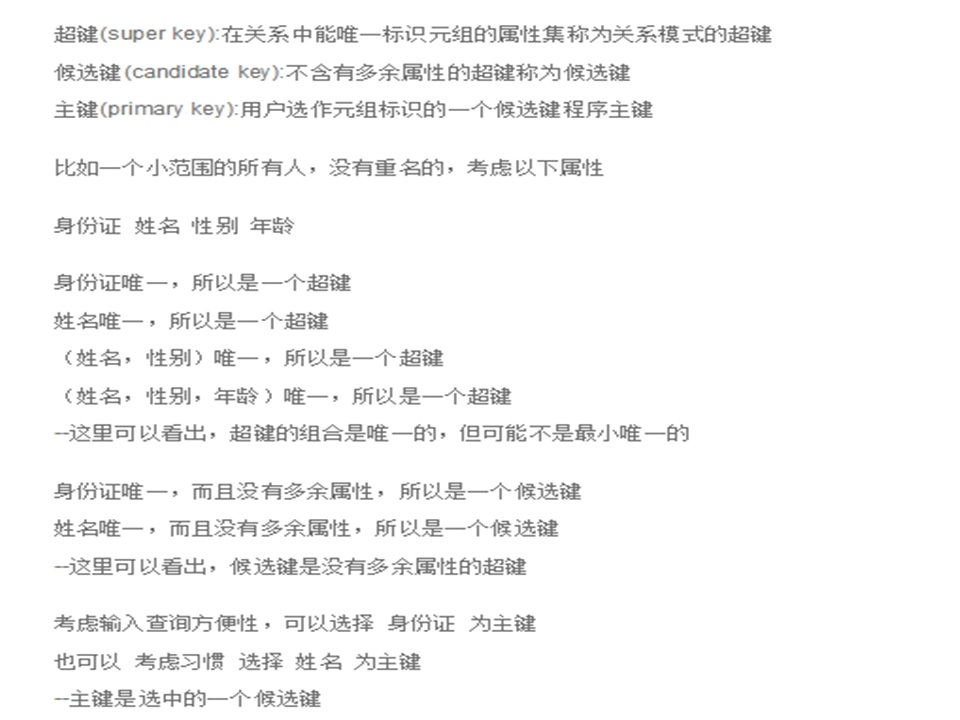 超键(super key):在关系中能唯一标识元组的属性集称为关系模式的超键
候选键(candidate key):不含有多余属性的超键称为候选键
主键(primary key):用户选作元组标识的一个候选键程序主键
比如一个小范围的所有人，没有重名的，考虑以下属性
身份证 姓名 性别 年龄
身份证唯一，所以是一个超键
姓名唯一，所以是一个超键
（姓名，性别）唯一，所以是一个超键
（姓名，性别，年龄）唯一，所以是一个超键
--这里可以看出，超键的组合是唯一的，但可能不是最小唯一的
身份证唯一，而且没有多余属性，所以是一个候选键
姓名唯一，而且没有多余属性，所以是一个候选键
--这里可以看出，候选键是没有多余属性的超键
考虑输入查询方便性，可以选择 身份证 为主键
也可以 考虑习惯 选择 姓名 为主键
--主键是选中的一个候选键